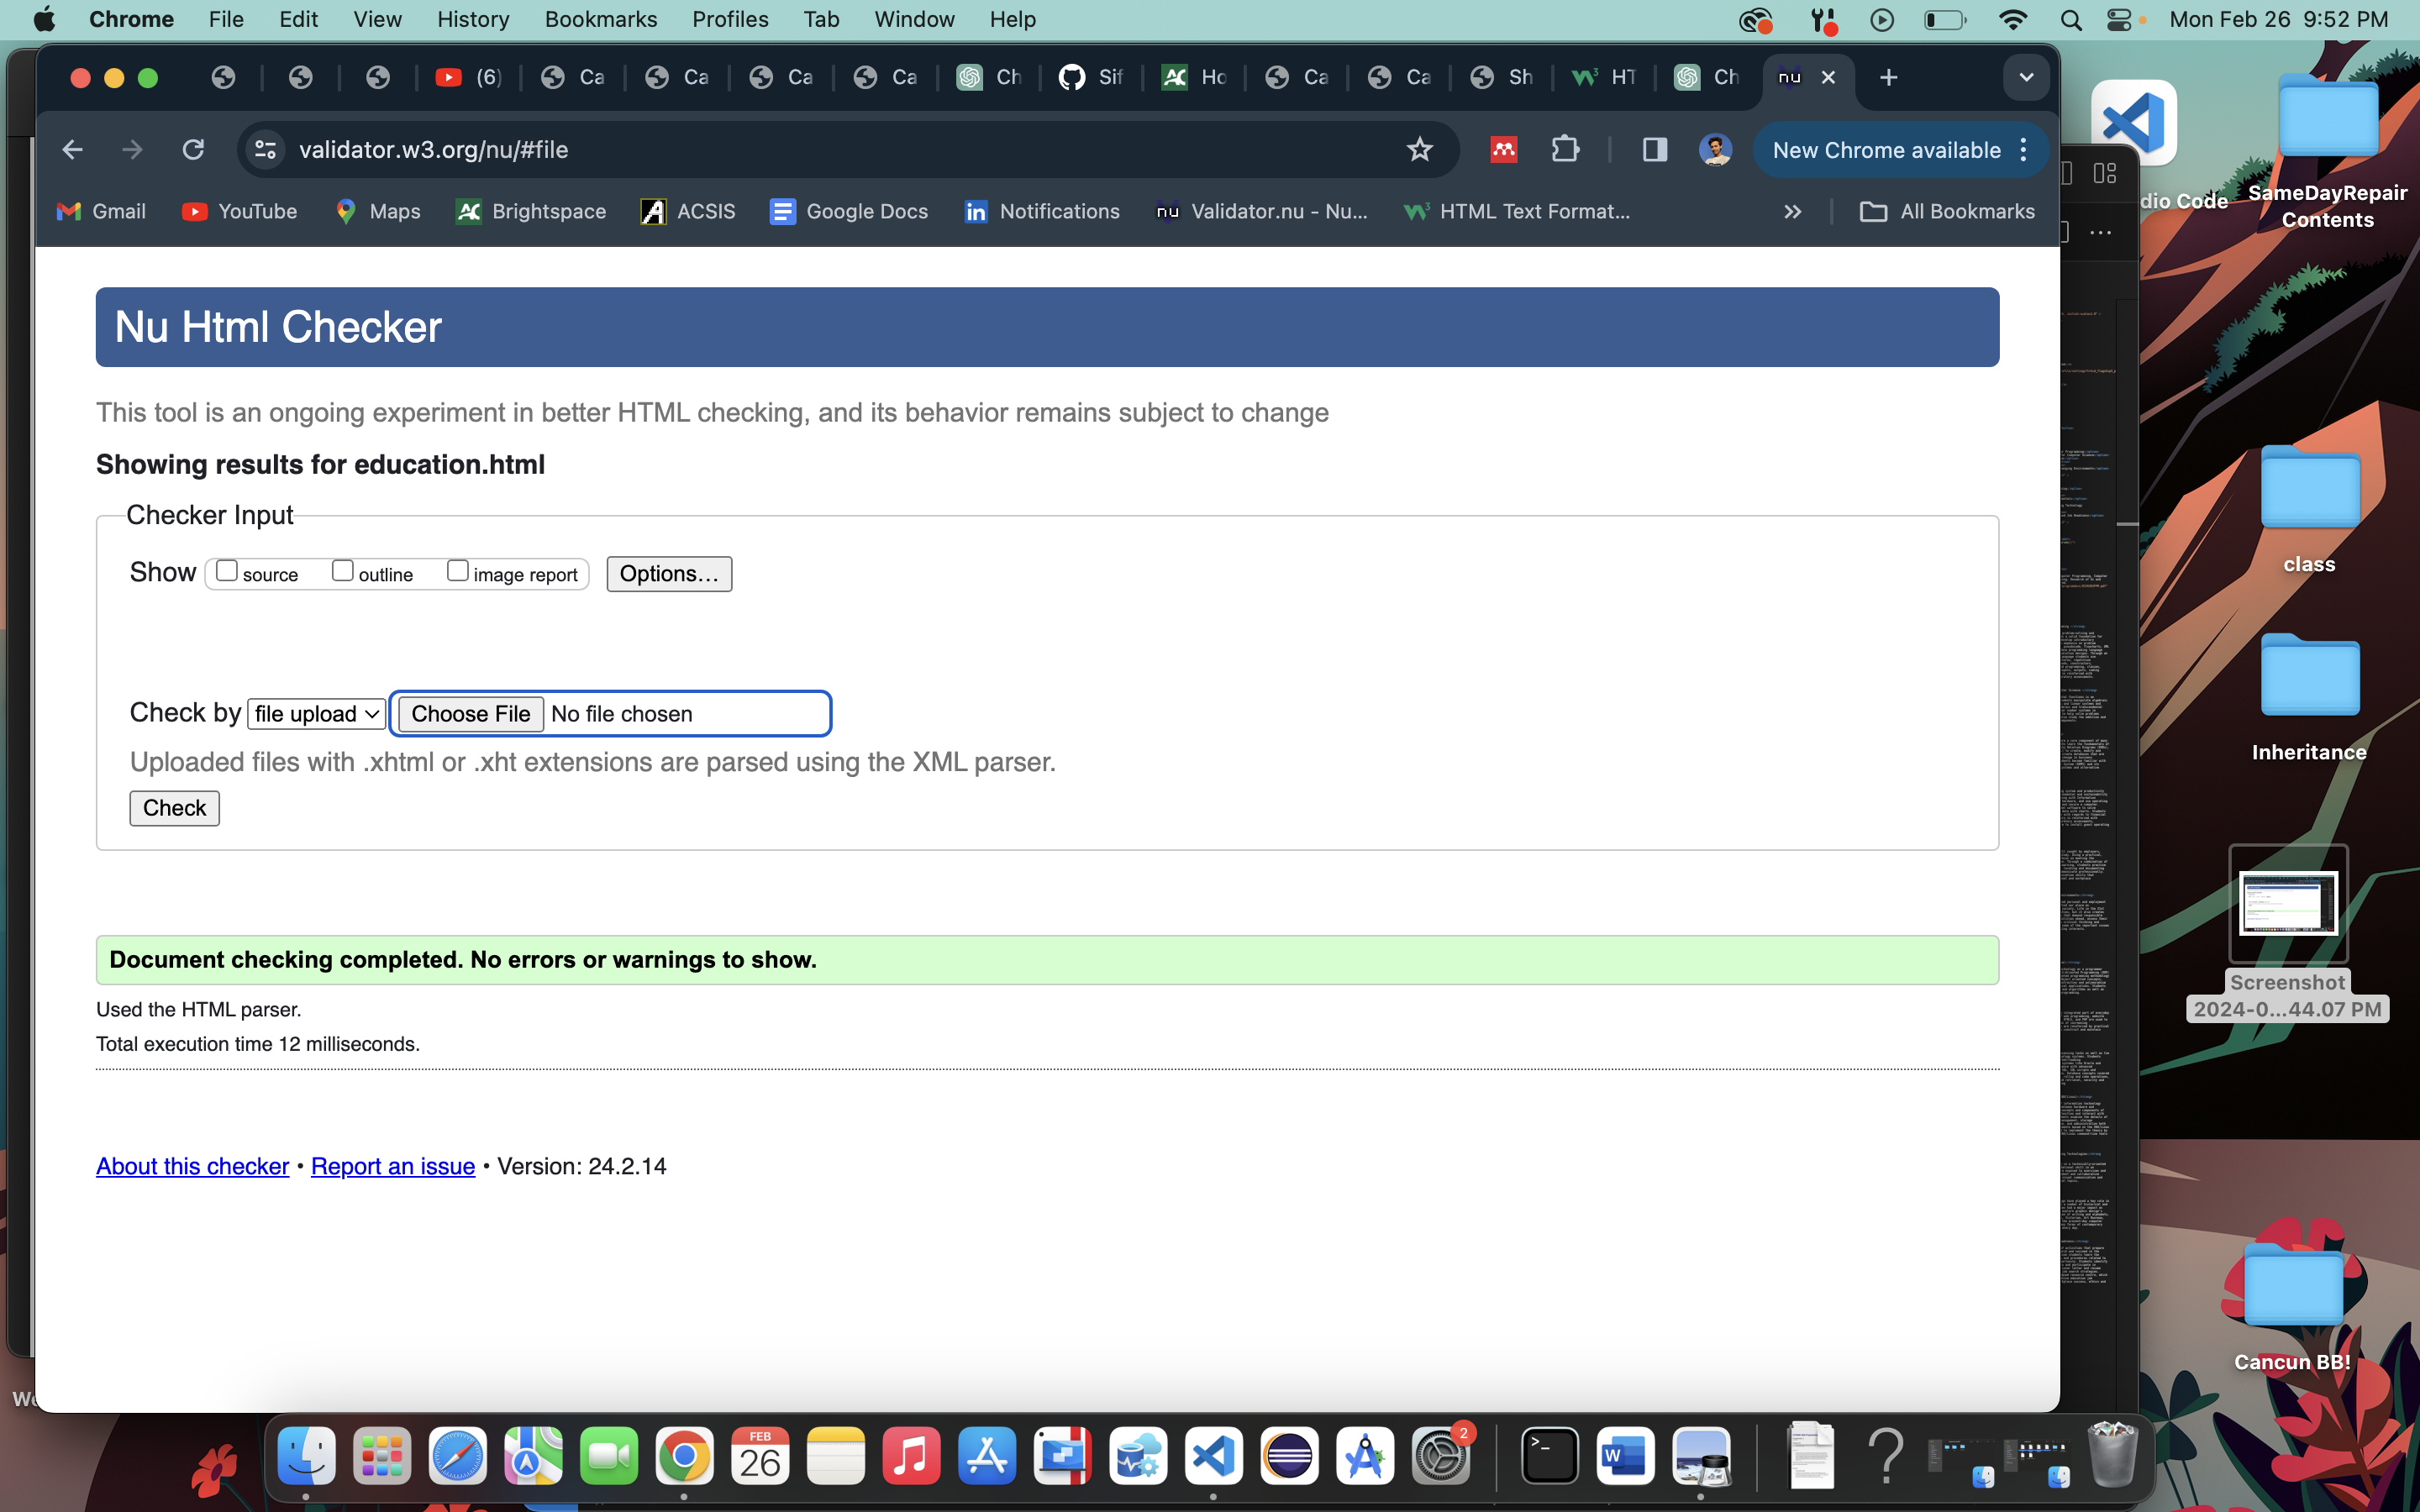 Chrome File Edit View History Bookmarks Profiles Tab Window Help Mon Feb 26 9:52 PM
(6) Ca Ca Ca Ca Ch Sif Ho Ca Ca Sh HT Ch nu
validator.w3.org/nu/#file New Chrome available
Gmail YouTube Maps Brightspace ACSIS Google Docs Notifications nu Validator.nu - Nu... HTML Text Format... All Bookmarks
Nu Html Checker
This tool is an ongoing experiment in better HTML checking, and its behavior remains subject to change
Showing results for education.html
Checker Input
Show source outline image report Options...
Check by file upload Choose File No file chosen
Uploaded files with .xhtml or .xht extensions are parsed using the XML parser.
Check
Document checking completed. No errors or warnings to show.
Used the HTML parser.
Total execution time 12 milliseconds.
About this checker • Report an issue • Version: 24.2.14
dio Code
SameDayRepair
Contents
class
Inheritance
Screenshot
2024-0...44.07 PM
Cancun BB!
FEB
26
2